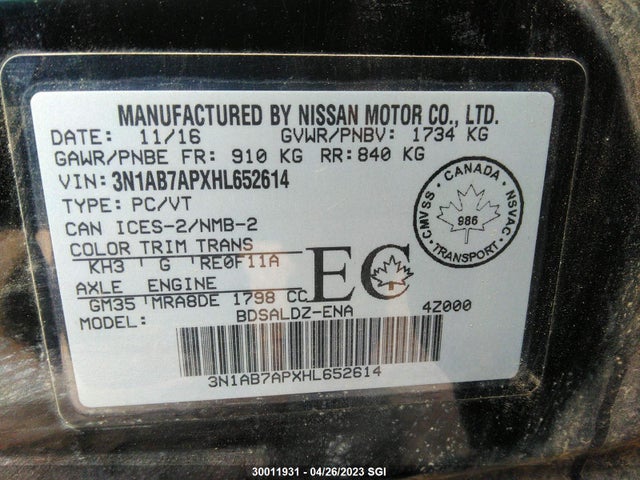 MANUFACTURED BY NISSAN MOTOR CO., LTD.
DATE: 11/16 GVWR/PNBV: 1734 KG
GAWR/PNBE FR: 910 KG RR: 840 KG
VIN: 3N1AB7APXHL652614
TYPE: PC/VT
CAN ICES-2/NMB-2
COLOR TRIM TRANS
KH3 G RE0F11A
AXLE ENGINE
GM35 MRA8DE 1798 CC
MODEL: BDSALDZ-ENA 4Z000
EC
CANADA
CMVSS NSVAC
986
TRANSPORT
3N1AB7APXHL652614
30011931 - 04/26/2023 SGI